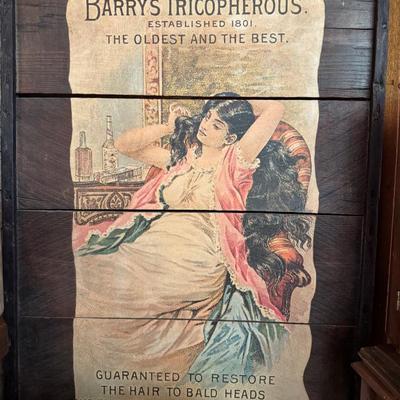 BARRY'S TRICOPHEROUS.
ESTABLISHED 1801.
THE OLDEST AND THE BEST.
GUARANTEED TO RESTORE
THE HAIR TO BALD HEADS